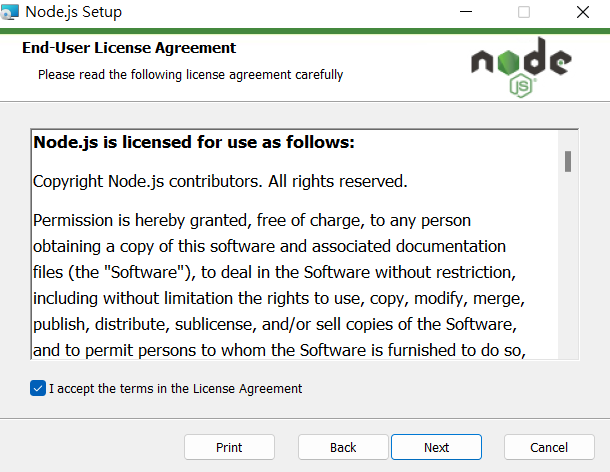 Node.js Setup
End-User License Agreement
Please read the following license agreement carefully
node
JS
Node.js is licensed for use as follows:
Copyright Node.js contributors. All rights reserved.
Permission is hereby granted, free of charge, to any person
obtaining a copy of this software and associated documentation
files (the "Software"), to deal in the Software without restriction,
including without limitation the rights to use, copy, modify, merge,
publish, distribute, sublicense, and/or sell copies of the Software,
and to permit persons to whom the Software is furnished to do so,
I accept the terms in the License Agreement
Print
Back
Next
Cancel